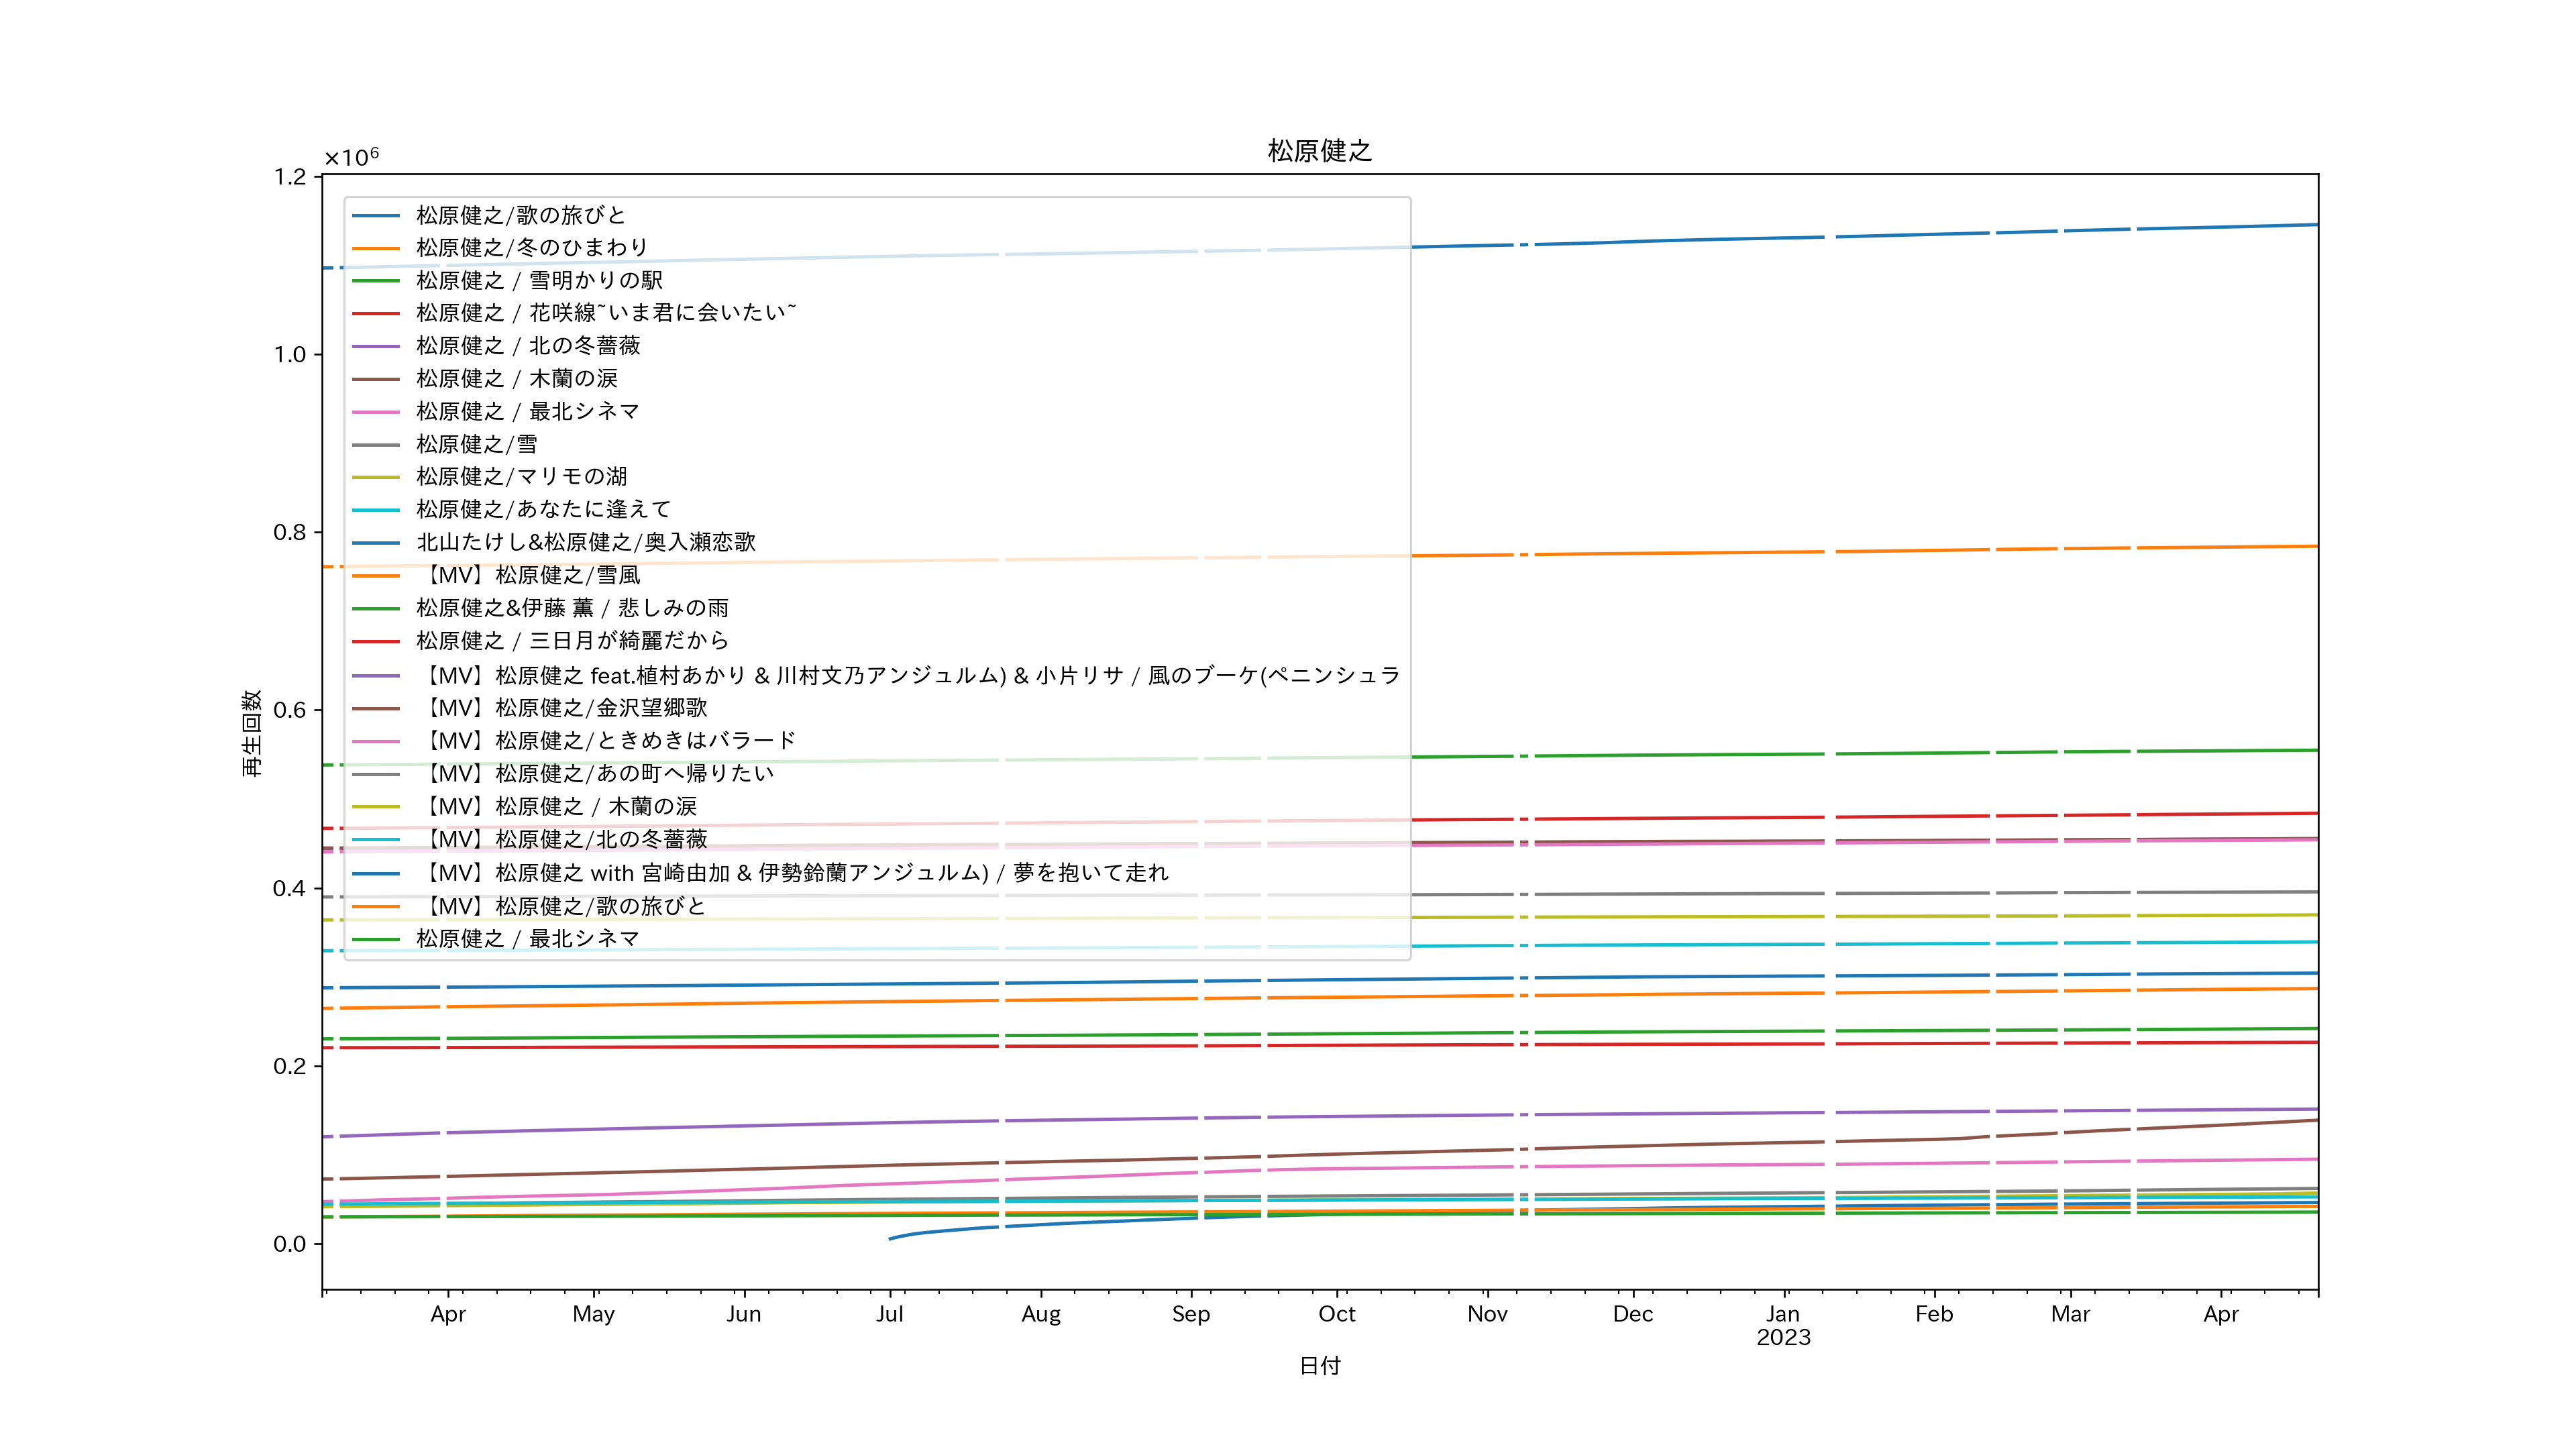 松原健之
×10⁶
1.2
1.0
0.8
0.6
0.4
0.2
0.0
再生回数
松原健之/歌の旅びと
松原健之/冬のひまわり
松原健之 / 雪明かりの駅
松原健之 / 花咲線~いま君に会いたい~
松原健之 / 北の冬薔薇
松原健之 / 木蘭の涙
松原健之 / 最北シネマ
松原健之/雪
松原健之/マリモの湖
松原健之/あなたに逢えて
北山たけし&松原健之/奥入瀬恋歌
【MV】松原健之/雪風
松原健之&伊藤 薫 / 悲しみの雨
松原健之 / 三日月が綺麗だから
【MV】松原健之 feat.植村あかり & 川村文乃アンジュルム) & 小片リサ / 風のブーケ(ペニンシュラ
【MV】松原健之/金沢望郷歌
【MV】松原健之/ときめきはバラード
【MV】松原健之/あの町へ帰りたい
【MV】松原健之 / 木蘭の涙
【MV】松原健之/北の冬薔薇
【MV】松原健之 with 宮崎由加 & 伊勢鈴蘭アンジュルム) / 夢を抱いて走れ
【MV】松原健之/歌の旅びと
松原健之 / 最北シネマ
Apr May Jun Jul Aug Sep Oct Nov Dec Jan Feb Mar Apr
2023
日付